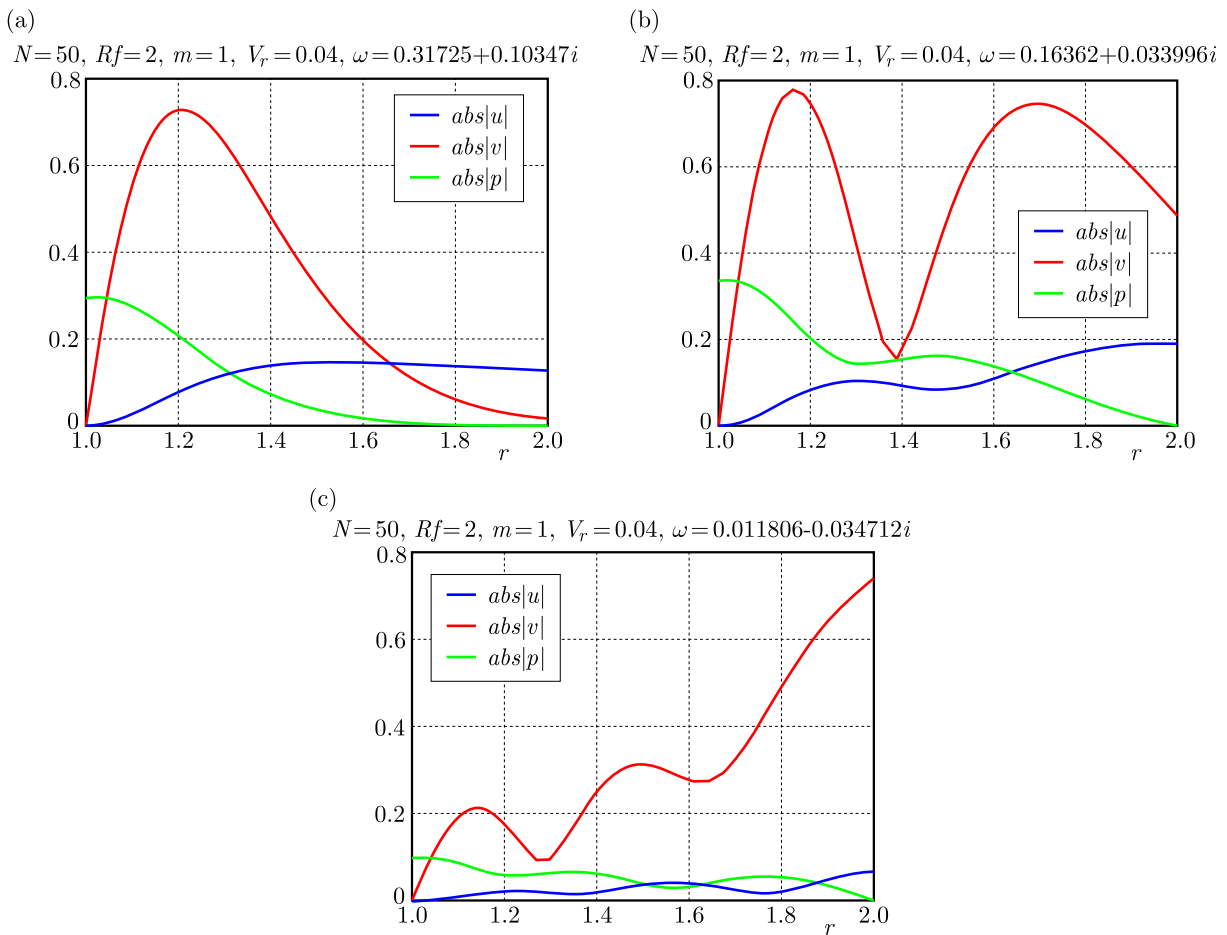 (a)
N=50, Rf=2, m=1, V_r=0.04, ω=0.31725+0.10347i
0.8
0.6
0.4
0.2
0
1.0 1.2 1.4 1.6 1.8 2.0
r
abs|u|
abs|v|
abs|p|
(b)
N=50, Rf=2, m=1, V_r=0.04, ω=0.16362+0.033996i
0.8
0.6
0.4
0.2
0
1.0 1.2 1.4 1.6 1.8 2.0
r
abs|u|
abs|v|
abs|p|
(c)
N=50, Rf=2, m=1, V_r=0.04, ω=0.011806-0.034712i
0.8
0.6
0.4
0.2
0
1.0 1.2 1.4 1.6 1.8 2.0
r
abs|u|
abs|v|
abs|p|